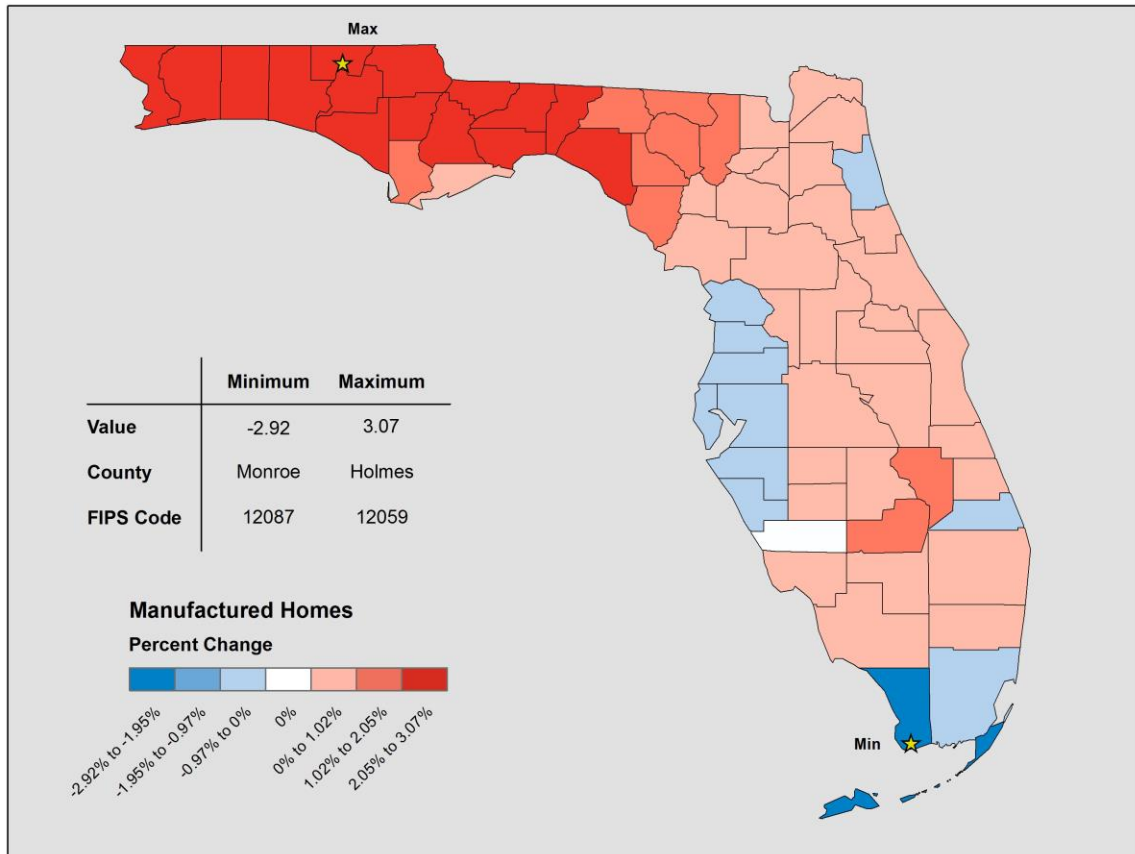 Max
Minimum Maximum
Value -2.92 3.07
County Monroe Holmes
FIPS Code 12087 12059
Manufactured Homes
Percent Change
-2.92% to -1.95%
-1.95% to -0.97%
-0.97% to 0%
0%
0% to 1.02%
1.02% to 2.05%
2.05% to 3.07%
Min